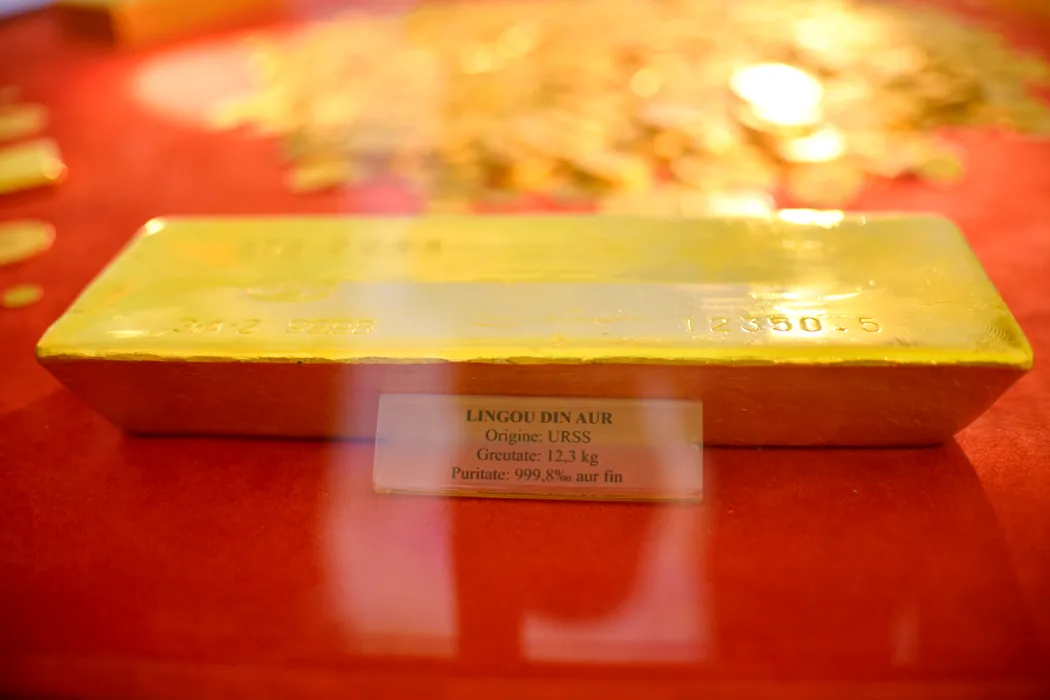 12350.5
LINGOU DIN AUR
Origine: URSS
Greutate: 12,3 kg
Puritate: 999,8‰ aur fin